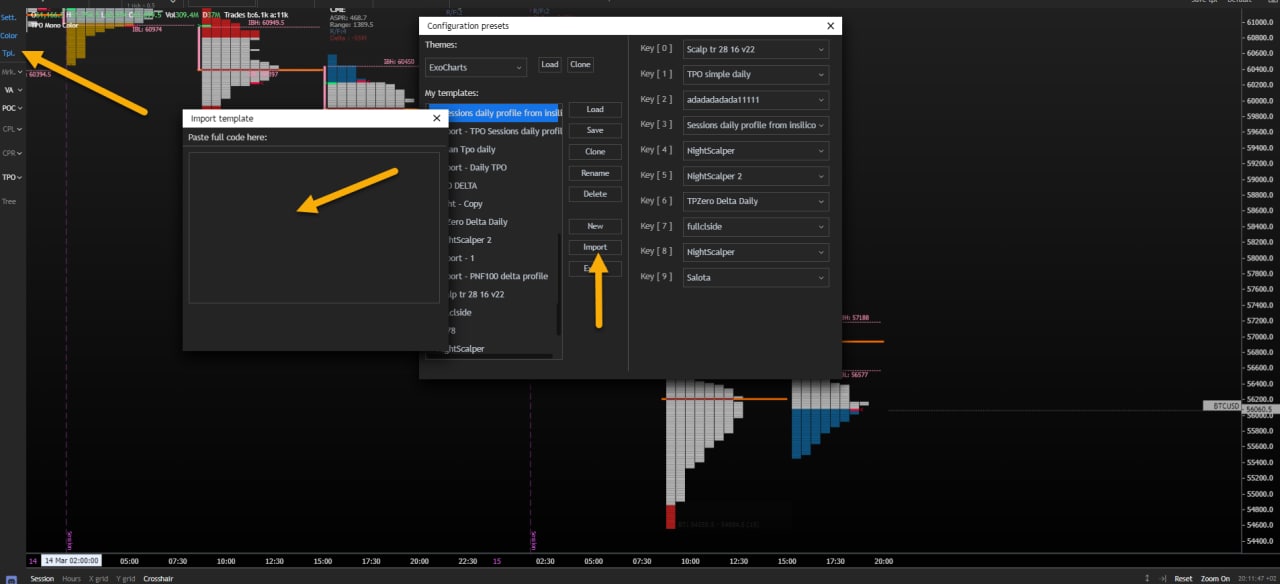 Sett.
Color
Tpl.
Mrk.
VA
POC
CPL
CPR
TPO
Tree
Vol309.4M D37M Trades b:6.1k a:11k
TPO Mono Color
IBH: 60949.5
IBL: 60974
60394.5
CME
ASPR: 468.7
Range: 1389.5
IBH: 60450
Configuration presets
Themes:
ExoCharts
Load
Clone
My templates:
Load
Save
Clone
Rename
Delete
New
Import
essions daily profile from insili
ort - TPO Sessions daily profil
an Tpo daily
ort - Daily TPO
DELTA
ht - Copy
Zero Delta Daily
htScalper 2
ort - 1
ort - PNF100 delta profile
lp tr 28 16 v22
clside
78
ghtScalper
Key [ 0 ] Scalp tr 28 16 v22
Key [ 1 ] TPO simple daily
Key [ 2 ] adadadadada11111
Key [ 3 ] Sessions daily profile from insilico
Key [ 4 ] NightScalper
Key [ 5 ] NightScalper 2
Key [ 6 ] TPZero Delta Daily
Key [ 7 ] fullclside
Key [ 8 ] NightScalper
Key [ 9 ] Salota
Import template
Paste full code here:
61000.0
60800.0
60600.0
60400.0
60200.0
60000.0
59800.0
59600.0
59400.0
59200.0
59000.0
58800.0
58600.0
58400.0
58200.0
58000.0
57800.0
57600.0
57400.0
57200.0
57000.0
56800.0
56600.0
56400.0
56200.0
BTCUSD 56060.5
55800.0
55600.0
55400.0
55200.0
55000.0
54800.0
54600.0
54400.0
57188
56577
14 14 Mar 02:00:00 05:00 07:30 10:00 12:30 15:00 17:30 20:00 22:30 15 02:30 05:00 07:30 10:00 12:30 15:00 17:30 20:00
Session Hours X grid Y grid Crosshair
Reset Zoom On 20:11:47 +02